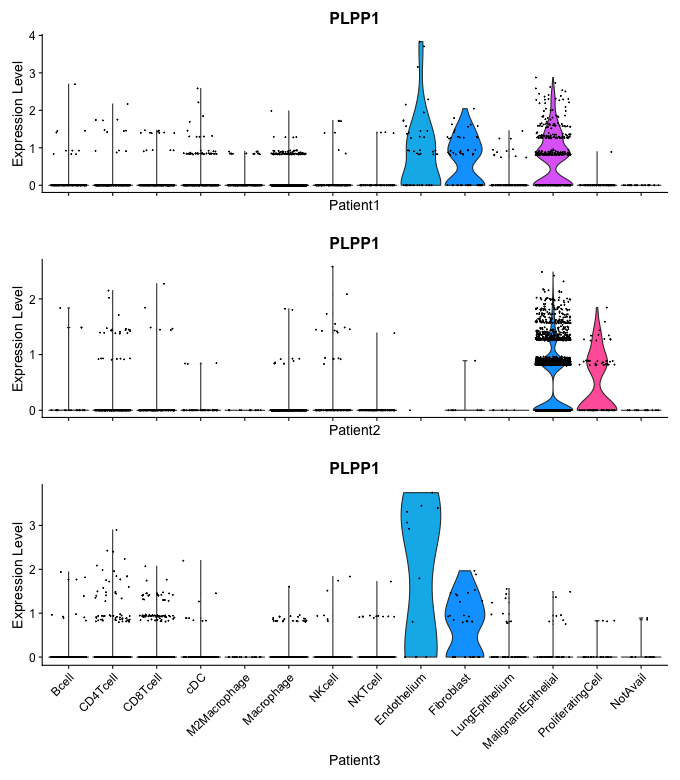 PLPP1
Expression Level
4
3
2
1
0
Patient1
PLPP1
Expression Level
2
1
0
Patient2
PLPP1
Expression Level
3
2
1
0
Bcell
CD4Tcell
CD8Tcell
cDC
M2Macrophage
Macrophage
NKcell
NKTcell
Endothelium
Fibroblast
LungEpithelium
MalignantEpithelial
ProliferatingCell
NotAvail
Patient3